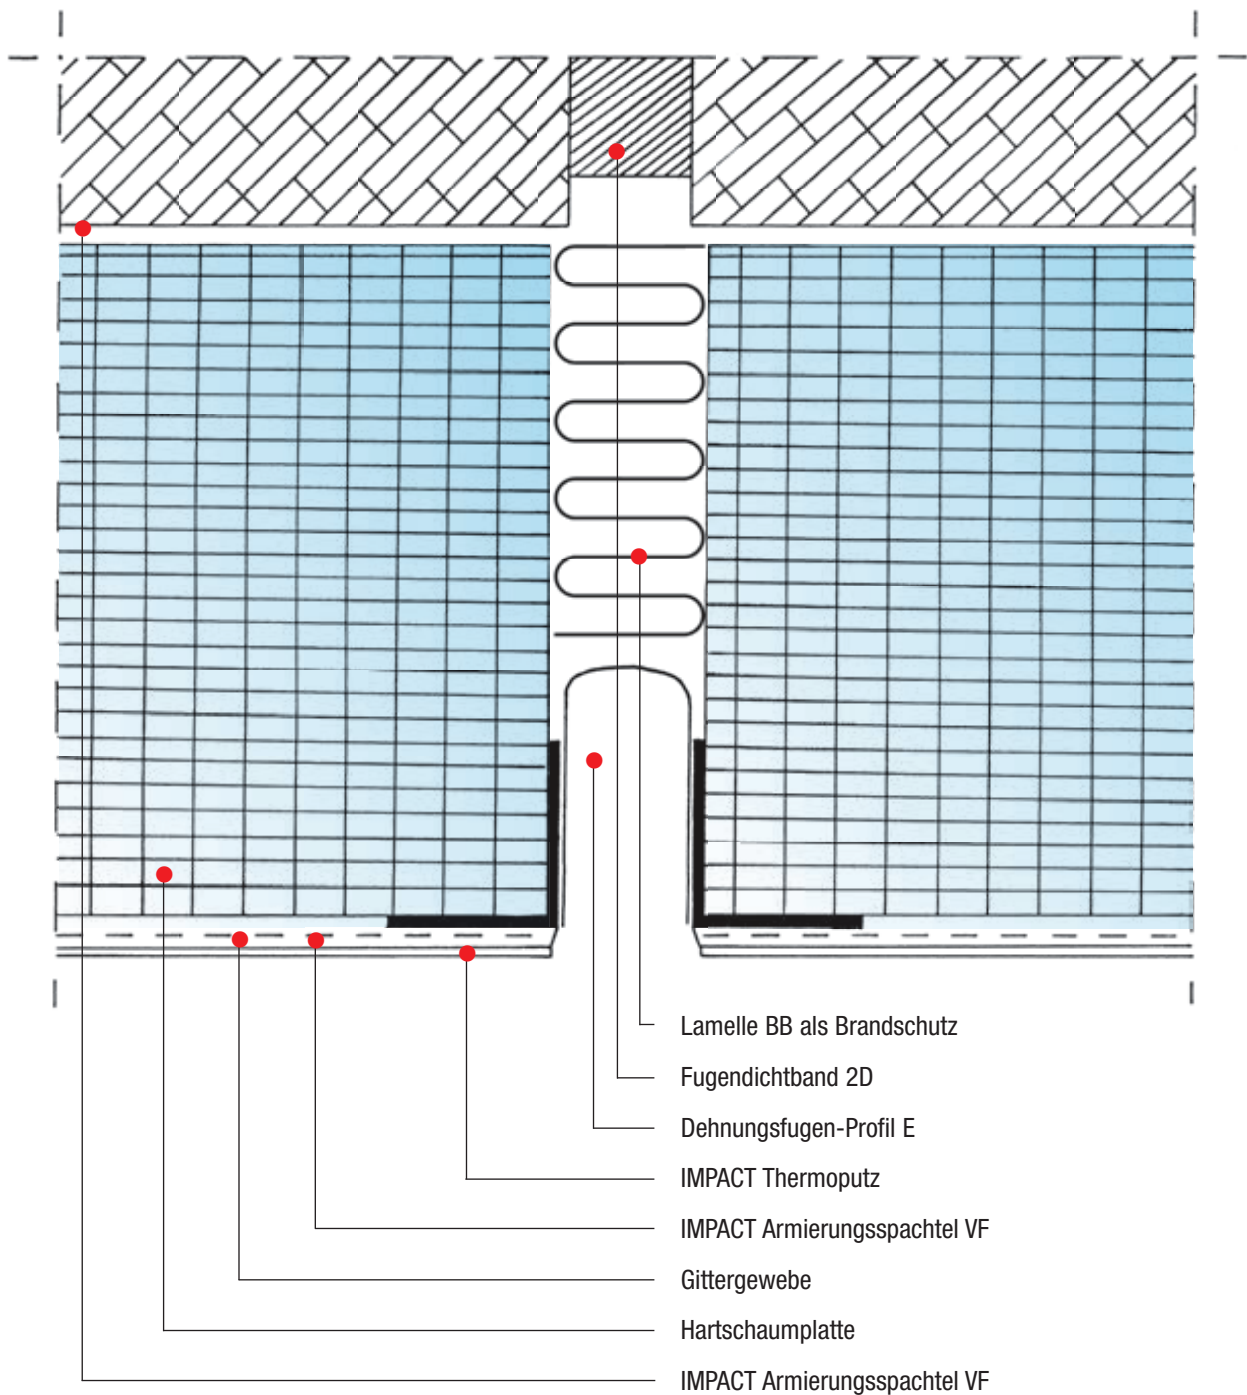 Lamelle BB als Brandschutz
Fugendichtband 2D
Dehnungsfugen-Profil E
IMPACT Thermoputz
IMPACT Armierungsspachtel VF
Gittergewebe
Hartschaumplatte
IMPACT Armierungsspachtel VF